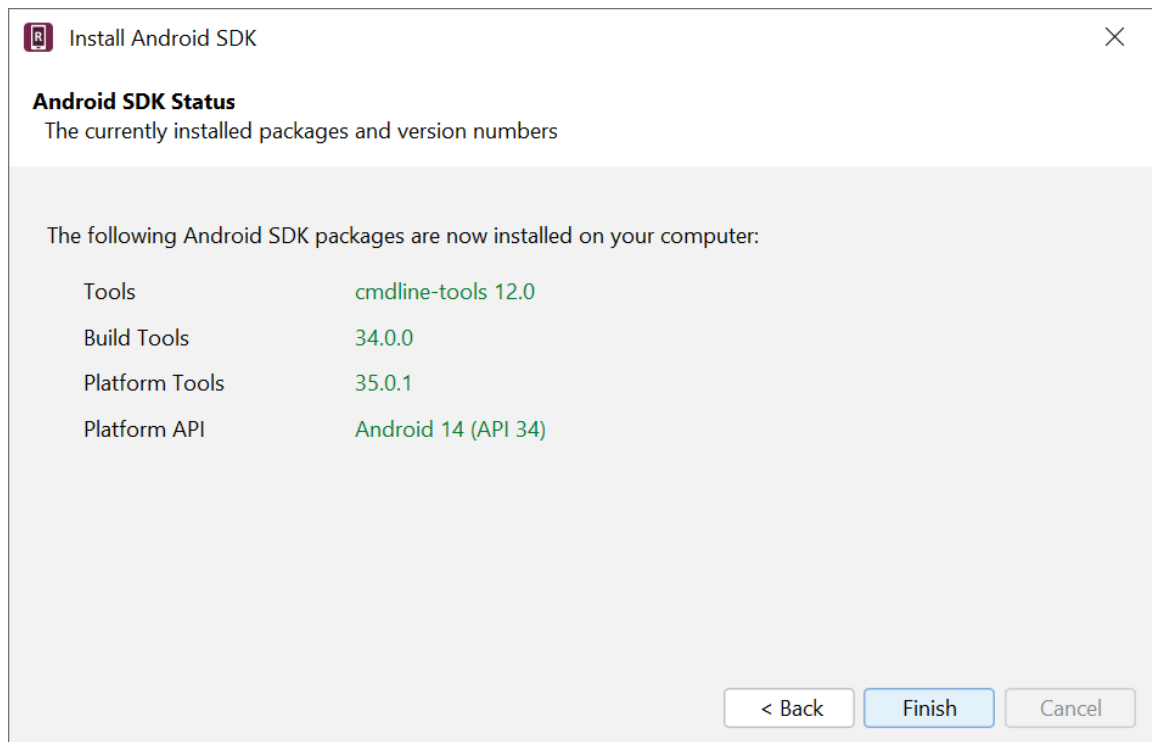 R
Install Android SDK
Android SDK Status
The currently installed packages and version numbers
The following Android SDK packages are now installed on your computer:
Tools cmdline-tools 12.0
Build Tools 34.0.0
Platform Tools 35.0.1
Platform API Android 14 (API 34)
< Back Finish Cancel